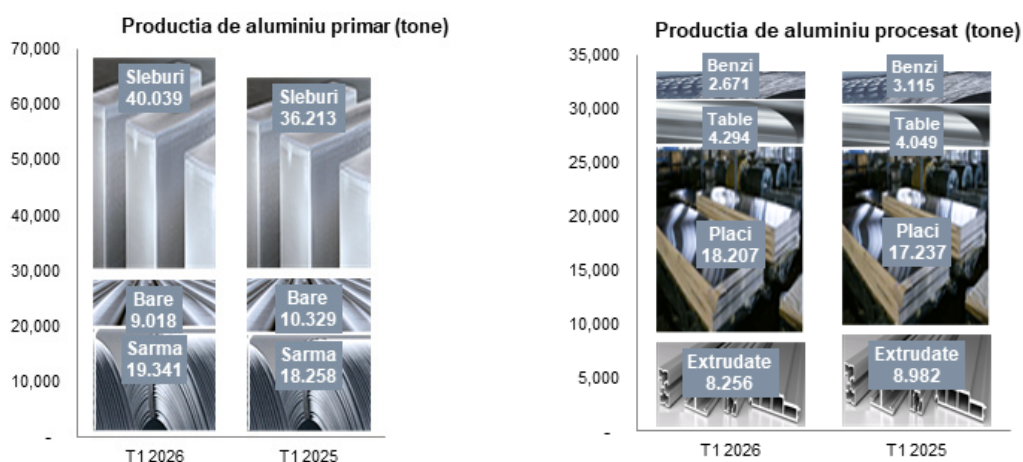 Productia de aluminiu primar (tone)
70,000
60,000
50,000
40,000
30,000
20,000
10,000
-
Sleburi
40.039
Bare
9.018
Sarma
19.341
Sleburi
36.213
Bare
10.329
Sarma
18.258
T1 2026
T1 2025
Productia de aluminiu procesat (tone)
35,000
30,000
25,000
20,000
15,000
10,000
5,000
-
Benzi
2.671
Table
4.294
Placi
18.207
Extrudate
8.256
Benzi
3.115
Table
4.049
Placi
17.237
Extrudate
8.982
T1 2026
T1 2025